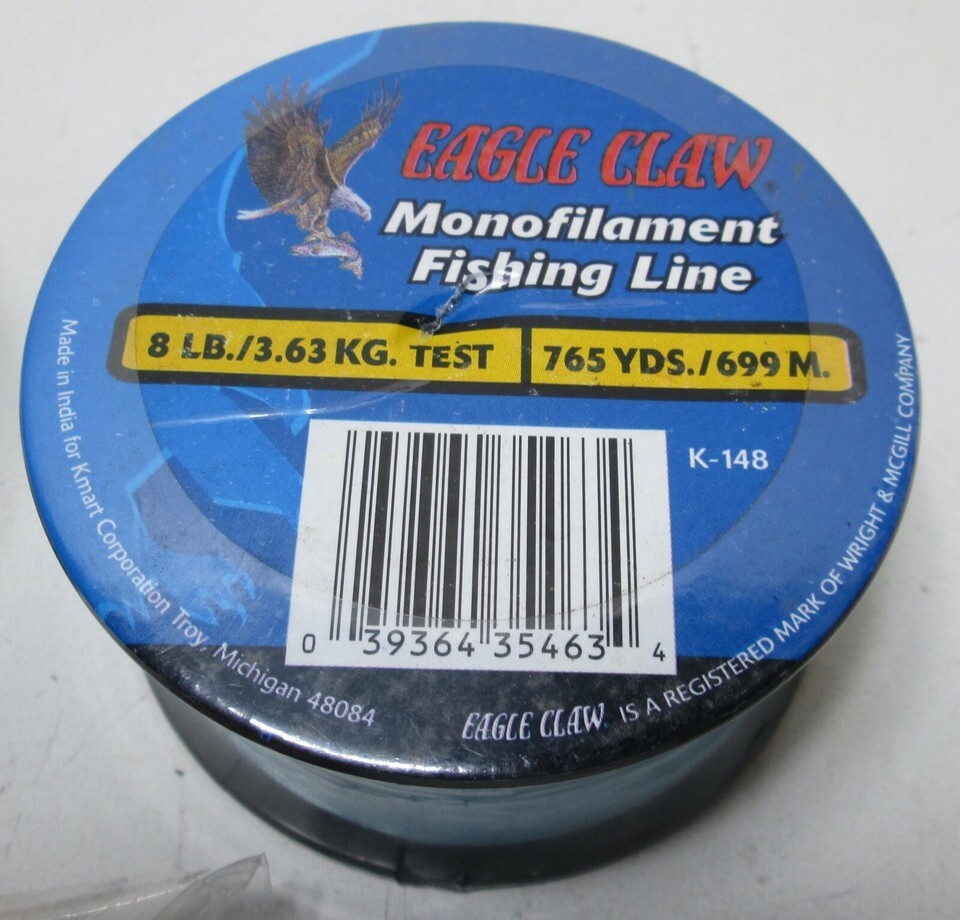 EAGLE CLAW
Monofilament
Fishing Line
8 LB./3.63 KG. TEST
765 YDS./699 M.
K-148
0 39364 35463 4
Made in India for Kmart Corporation Troy, Michigan 48084
EAGLE CLAW IS A REGISTERED MARK OF WRIGHT & MCGILL COMPANY